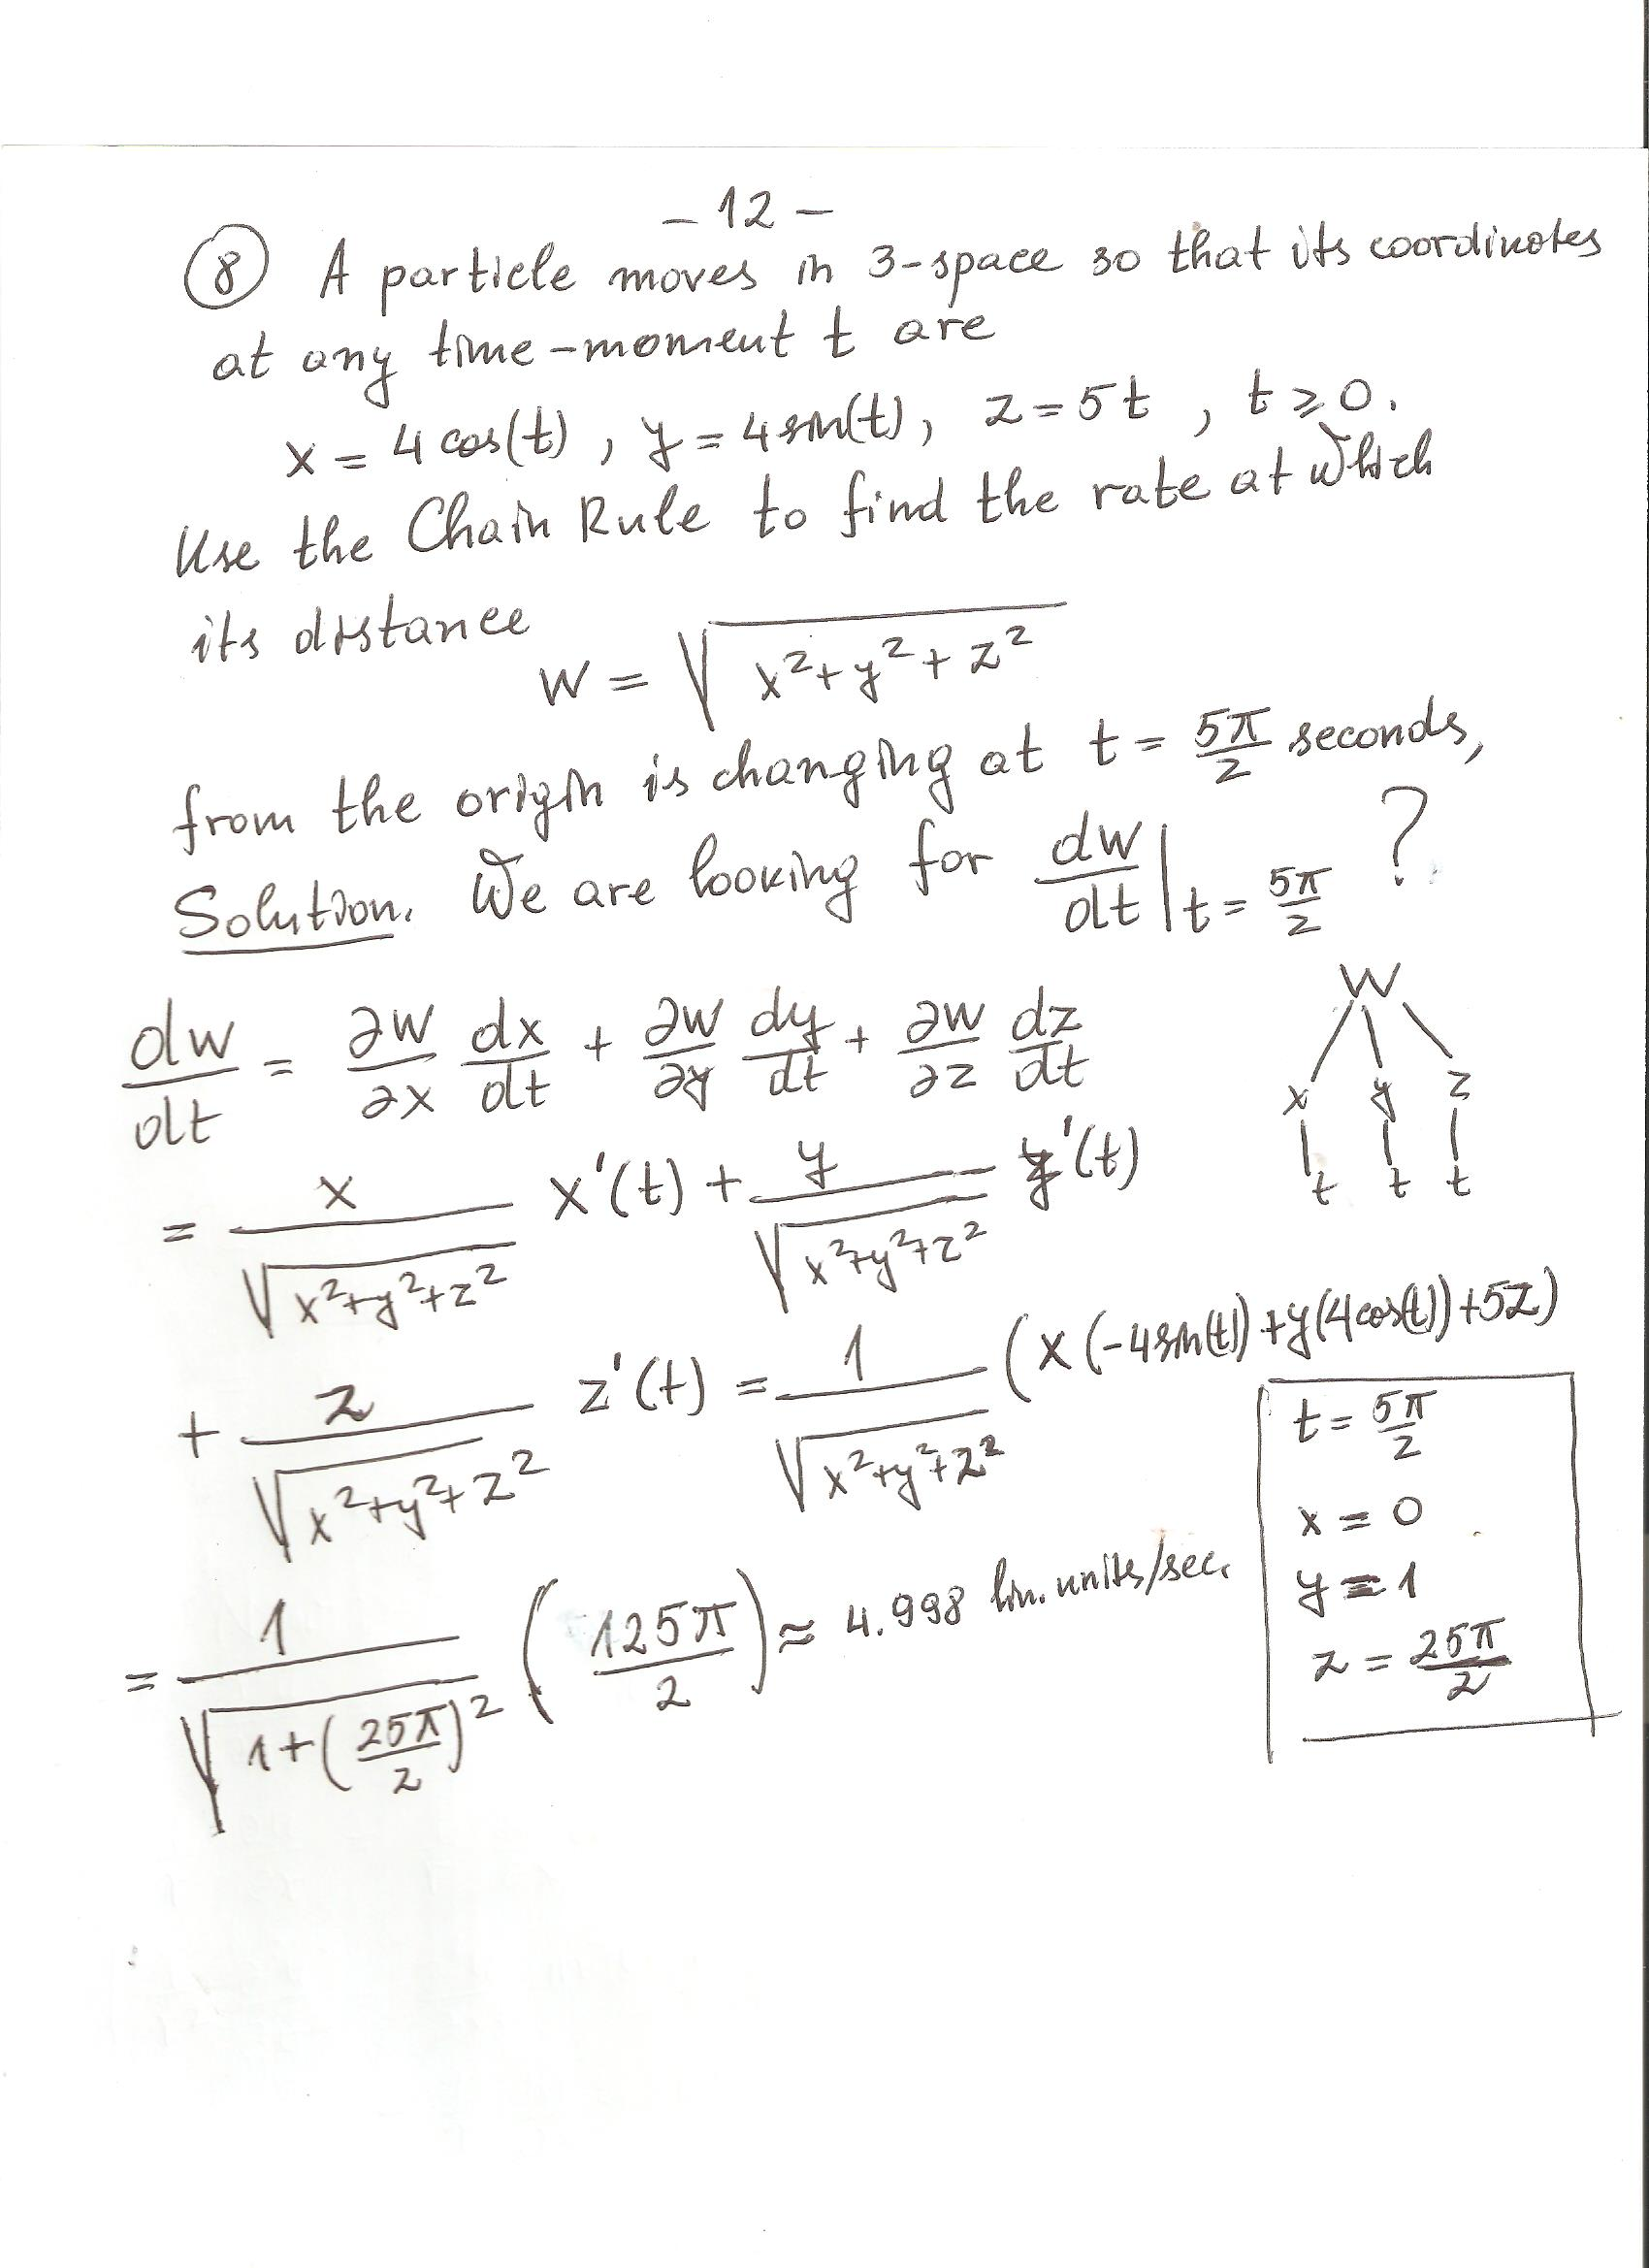 - 12 -
⑧ A particle moves in 3-space so that its coordinates
at any time-moment t are
x = 4 cos(t), y = 4 sin(t), z = 5t, t ≥ 0.
Use the Chain Rule to find the rate at which
its distance
w = √(x²+y²+z²)
from the origin is changing at t = 5π/2 seconds,
Solution. We are looking for dw/dt | t = 5π/2 ?
dw/dt = ∂w/∂x dx/dt + ∂w/∂y dy/dt + ∂w/∂z dz/dt
W
x y z
t t t
= x/√(x²+y²+z²) x'(t) + y/√(x²+y²+z²) y'(t)
+ z/√(x²+y²+z²) z'(t) = 1/√(x²+y²+z²) (x(-4sin(t)) + y(4cos(t)) + 5z)
t = 5π/2
x = 0
y = 1
z = 25π/2
= 1/√(1+(25π/2)²) (125π/2) ≈ 4.998 lin. units/sec.